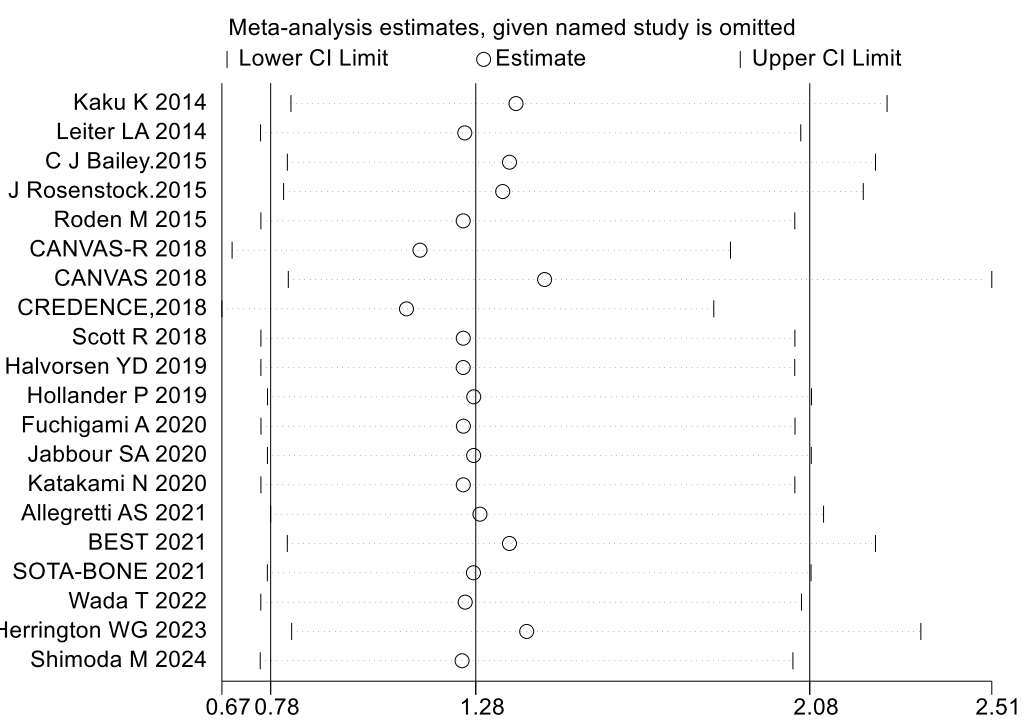 Meta-analysis estimates, given named study is omitted
| Lower CI Limit ○ Estimate | Upper CI Limit
Kaku K 2014
Leiter LA 2014
C J Bailey.2015
J Rosenstock.2015
Roden M 2015
CANVAS-R 2018
CANVAS 2018
CREDENCE,2018
Scott R 2018
Halvorsen YD 2019
Hollander P 2019
Fuchigami A 2020
Jabbour SA 2020
Katakami N 2020
Allegretti AS 2021
BEST 2021
SOTA-BONE 2021
Wada T 2022
Herrington WG 2023
Shimoda M 2024
0.67 0.78 1.28 2.08 2.51